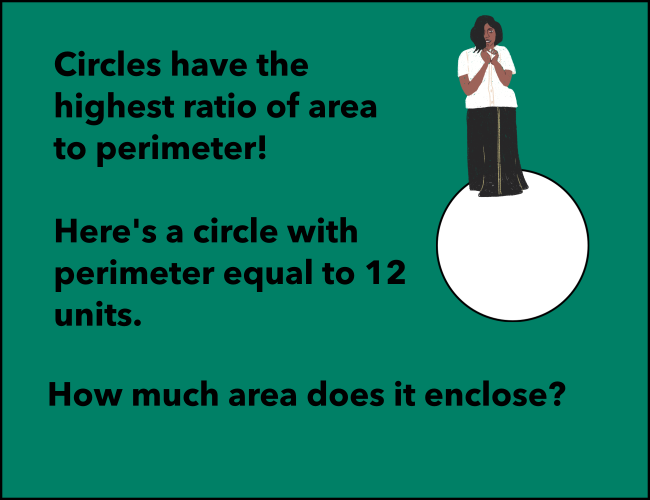 Circles have the
highest ratio of area
to perimeter!
Here's a circle with
perimeter equal to 12
units.
How much area does it enclose?